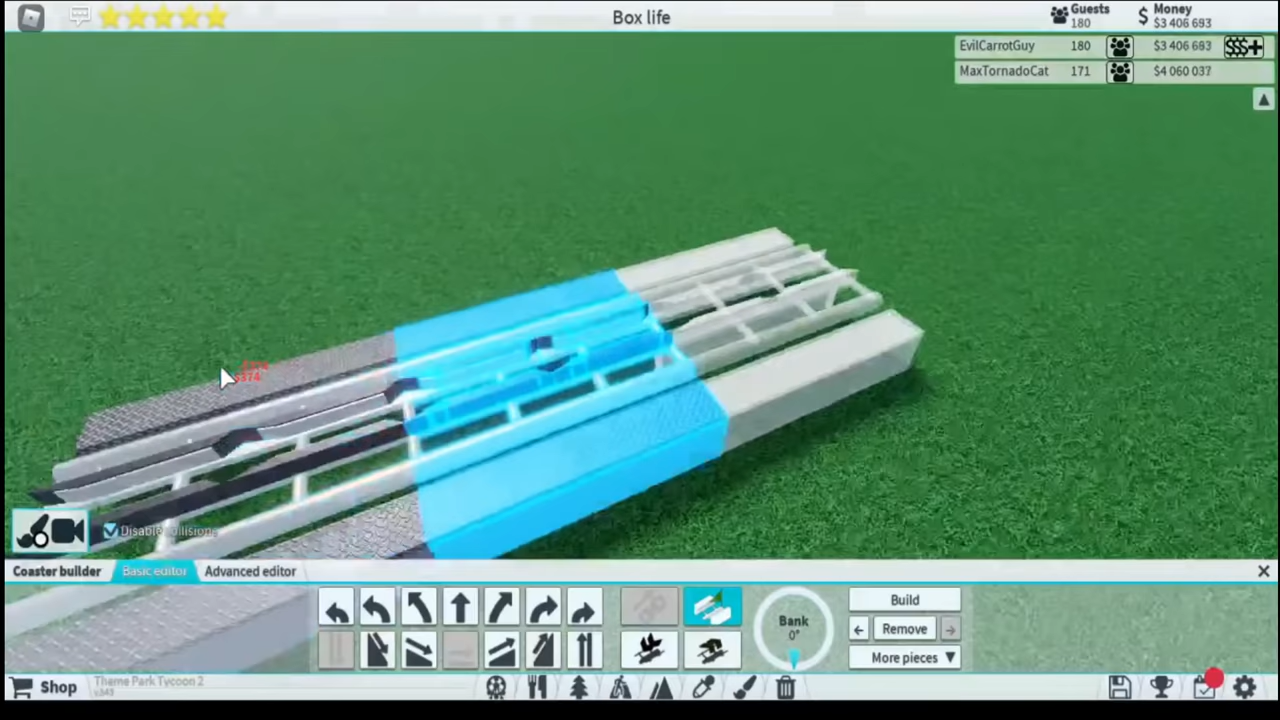 Box life
Guests
180
$ Money
$3 406 693
EvilCarrotGuy 180 $3 406 693 $$$+
MaxTornadoCat 171 $4 060 037
Disable collisions
Coaster builder Basic editor Advanced editor
Bank
0°
Build
Remove
More pieces
Shop
Theme Park Tycoon 2